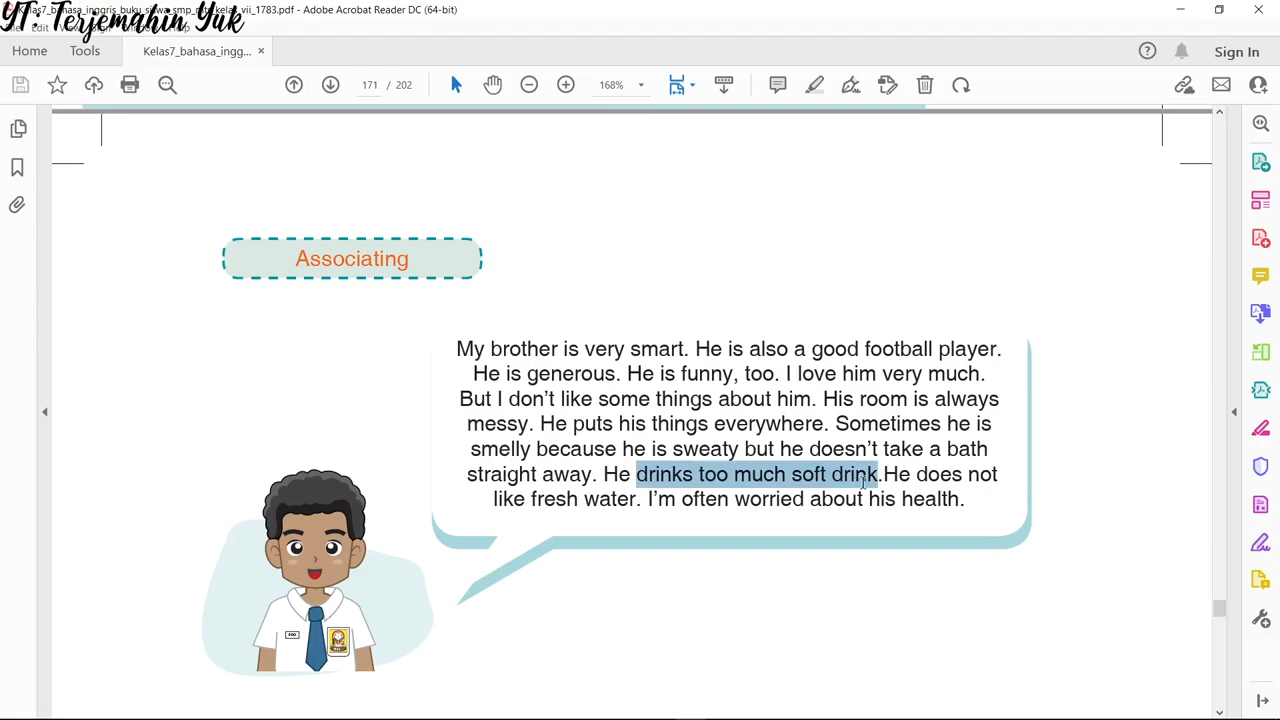 Kelas7_bahasa_inggris_buku_siswa_smp_mts_kelas_vii_1783.pdf - Adobe Acrobat Reader DC (64-bit)
YT: Terjemahin Yuk
Home Tools Kelas7_bahasa_ingg... × Sign In
171 / 202 168%
Associating
My brother is very smart. He is also a good football player.
He is generous. He is funny, too. I love him very much.
But I don't like some things about him. His room is always
messy. He puts his things everywhere. Sometimes he is
smelly because he is sweaty but he doesn't take a bath
straight away. He drinks too much soft drink.He does not
like fresh water. I'm often worried about his health.